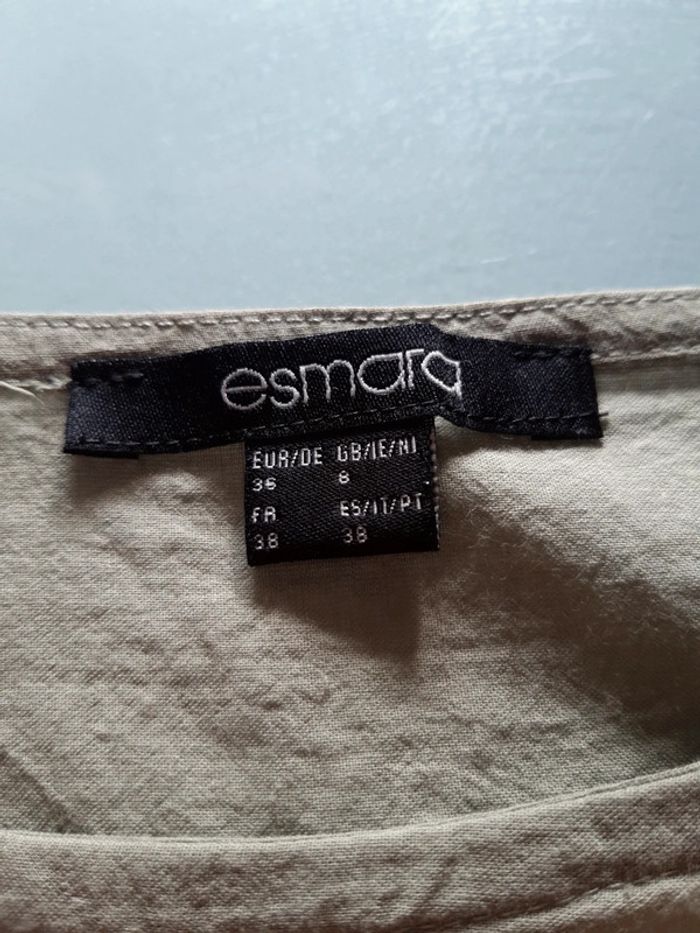 esmara
EUR/DE GB/IE/NI
36 8
FR ES/IT/PT
38 38